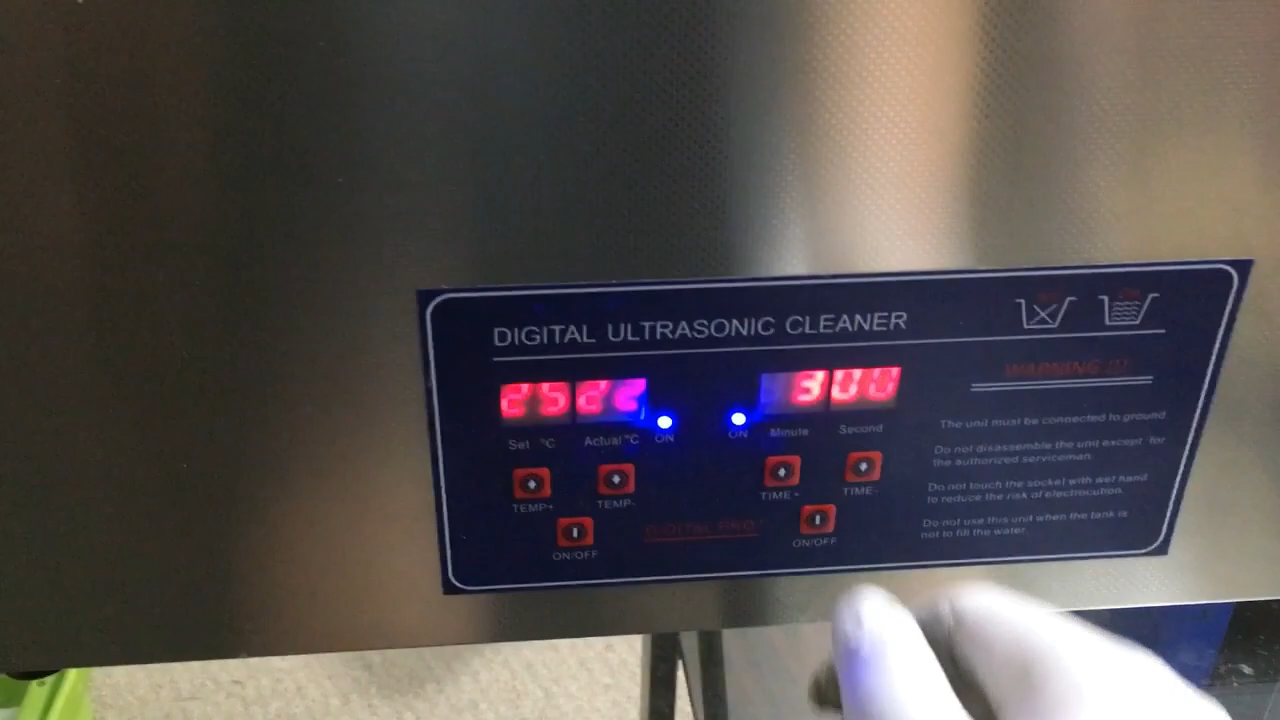 DIGITAL ULTRASONIC CLEANER
WARNING !!!
300
Set °C
Actual °C
ON
ON
Minute
Second
TEMP+
TEMP-
TIME+
TIME-
ON/OFF
ON/OFF
The unit must be connected to ground
Do not disassemble the unit except for
the authorized serviceman.
Do not touch the socket with wet hand
to reduce the risk of electrocution.
Do not use this unit when the tank is
not to fill the water.